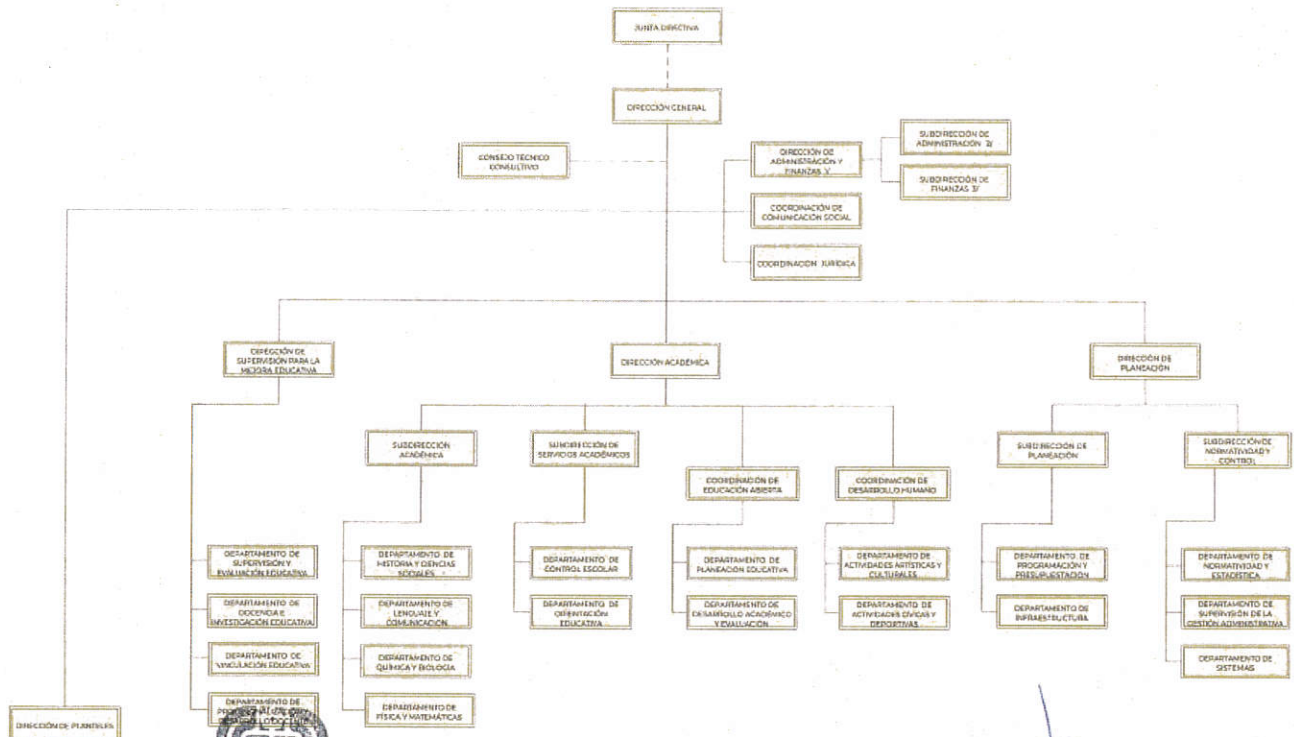 JUNTA DIRECTIVA
DIRECCIÓN GENERAL
CONSEJO TÉCNICO
CONSULTIVO
DIRECCIÓN DE
ADMINISTRACIÓN Y
FINANZAS
SUBDIRECCIÓN DE
ADMINISTRACIÓN
SUBDIRECCIÓN DE
FINANZAS 3/
COORDINACIÓN DE
COMUNICACIÓN SOCIAL
COORDINACIÓN JURÍDICA
DIRECCIÓN DE
SUPERVISIÓN PARA LA
MEJORA EDUCATIVA
DIRECCIÓN ACADÉMICA
DIRECCIÓN DE
PLANEACIÓN
SUBDIRECCIÓN
ACADÉMICA
SUBDIRECCIÓN DE
SERVICIOS ACADÉMICOS
COORDINACIÓN DE
EDUCACIÓN ABIERTA
COORDINACIÓN DE
DESARROLLO HUMANO
SUBDIRECCIÓN DE
PLANEACIÓN
SUBDIRECCIÓN DE
NORMATIVIDAD Y
CONTROL
DEPARTAMENTO DE
SUPERVISIÓN Y
EVALUACIÓN EDUCATIVA
DEPARTAMENTO DE
DOCENCIA E
INVESTIGACIÓN EDUCATIVA
DEPARTAMENTO DE
VINCULACIÓN EDUCATIVA
DEPARTAMENTO DE
DESARROLLO DOCENTE
DEPARTAMENTO DE
HISTORIA Y CIENCIAS
SOCIALES
DEPARTAMENTO DE
LENGUAJE Y
COMUNICACIÓN
DEPARTAMENTO DE
QUÍMICA Y BIOLOGÍA
DEPARTAMENTO DE
FÍSICA Y MATEMÁTICAS
DEPARTAMENTO DE
CONTROL ESCOLAR
DEPARTAMENTO DE
ORIENTACIÓN
EDUCATIVA
DEPARTAMENTO DE
PLANEACIÓN EDUCATIVA
DEPARTAMENTO DE
DESARROLLO ACADÉMICO
Y EVALUACIÓN
DEPARTAMENTO DE
ACTIVIDADES ARTÍSTICAS Y
CULTURALES
DEPARTAMENTO DE
ACTIVIDADES CÍVICAS Y
DEPORTIVAS
DEPARTAMENTO DE
PROGRAMACIÓN Y
PRESUPUESTACIÓN
DEPARTAMENTO DE
INFRAESTRUCTURA
DEPARTAMENTO DE
NORMATIVIDAD Y
ESTADÍSTICA
DEPARTAMENTO DE
SUPERVISIÓN DE LA
GESTIÓN ADMINISTRATIVA
DEPARTAMENTO DE
SISTEMAS
DIRECCIÓN DE PLANTELES